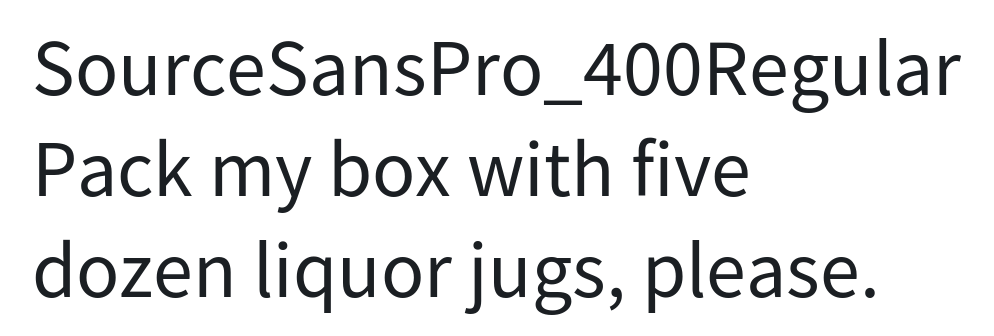 SourceSansPro_400Regular
Pack my box with five
dozen liquor jugs, please.